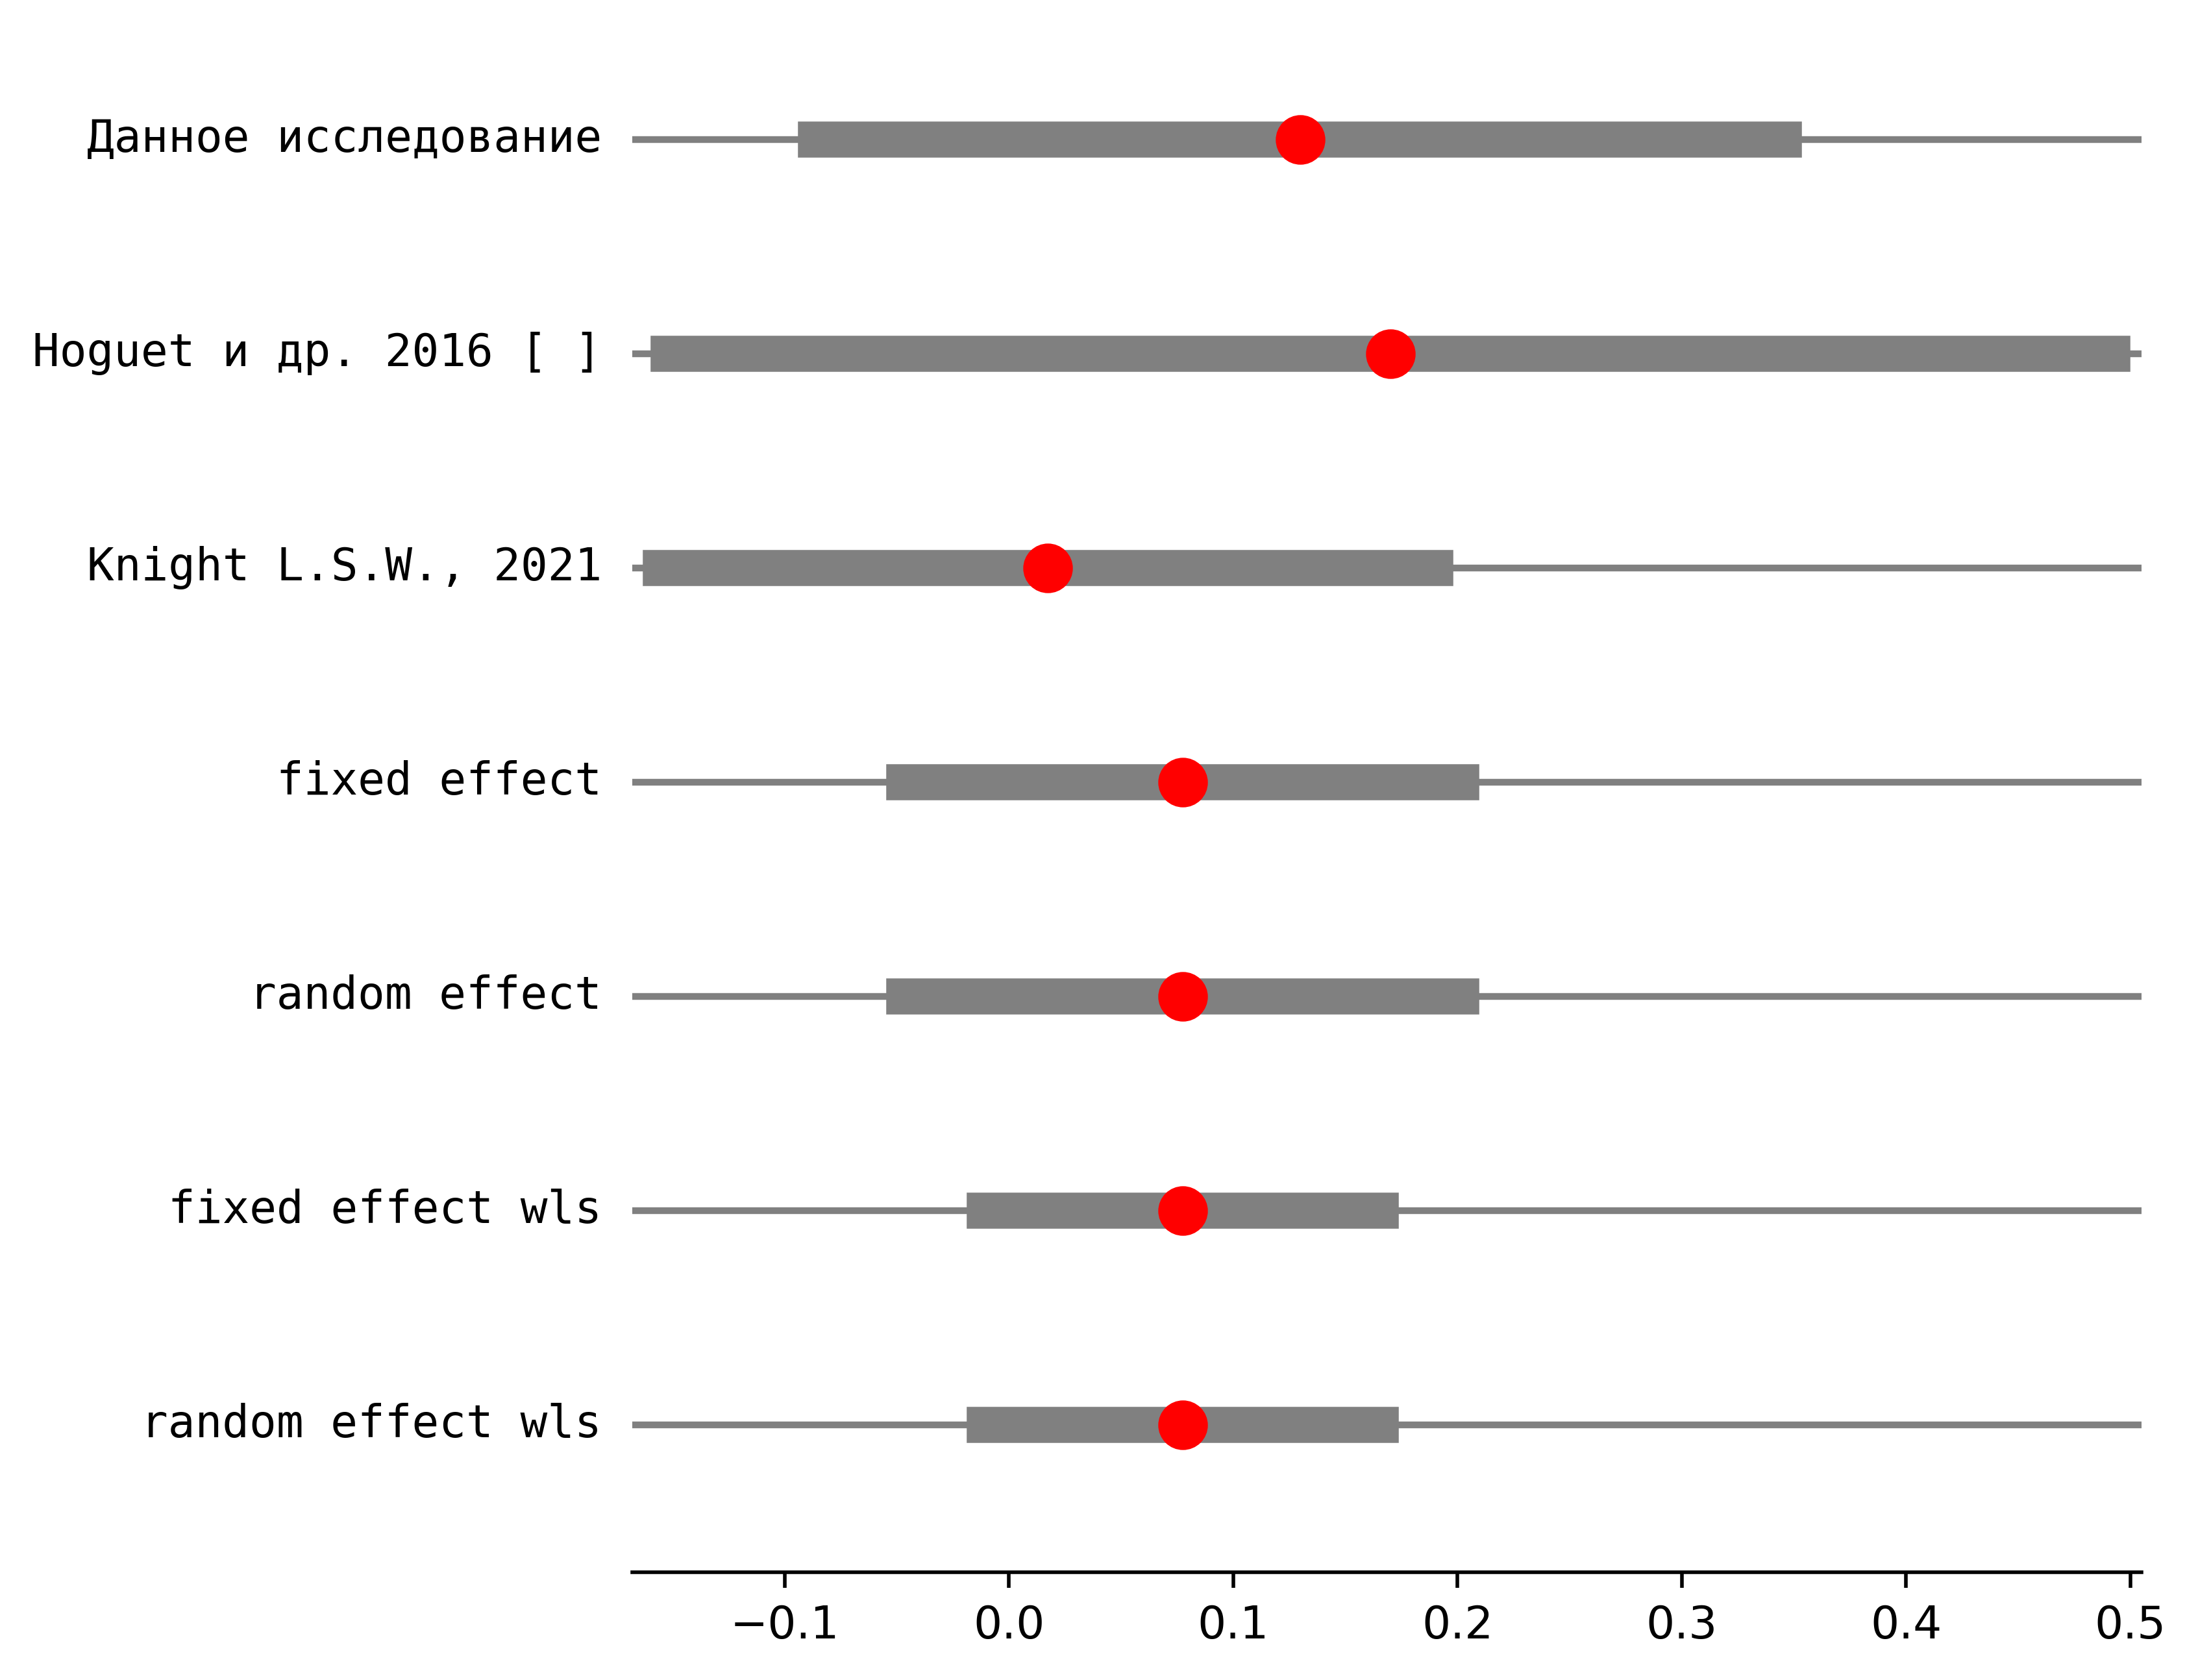 Данное исследование
Hoguet и др. 2016 [ ]
Knight L.S.W., 2021
fixed effect
random effect
fixed effect wls
random effect wls
−0.1 0.0 0.1 0.2 0.3 0.4 0.5